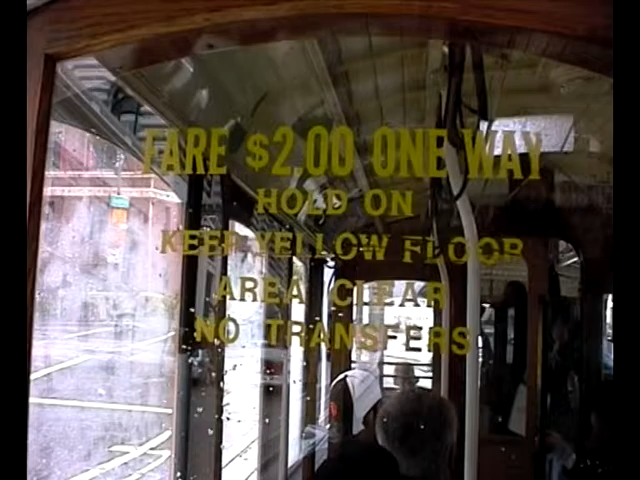 FARE $2.00 ONE WAY
HOLD ON
KEEP YELLOW FLOOR
AREA CLEAR
NO TRANSFERS